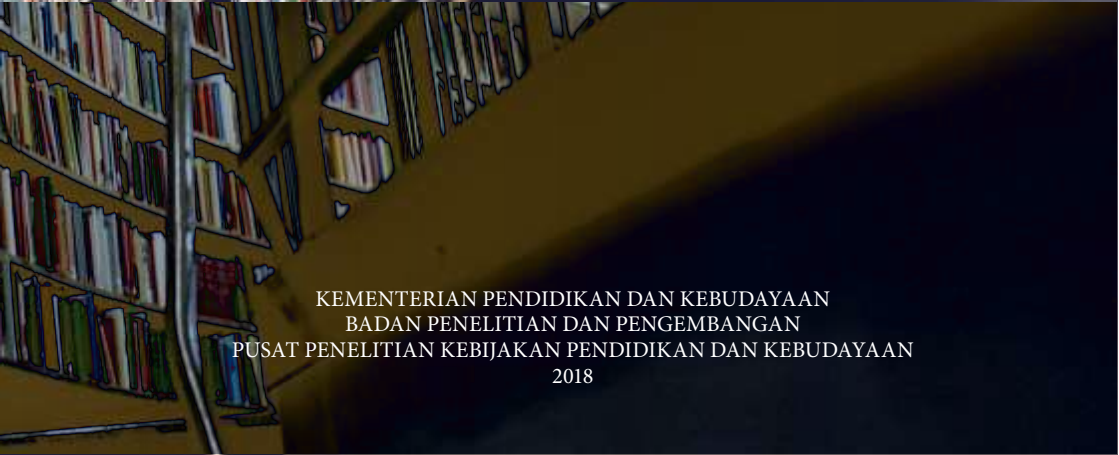 KEMENTERIAN PENDIDIKAN DAN KEBUDAYAAN
BADAN PENELITIAN DAN PENGEMBANGAN
PUSAT PENELITIAN KEBIJAKAN PENDIDIKAN DAN KEBUDAYAAN
2018